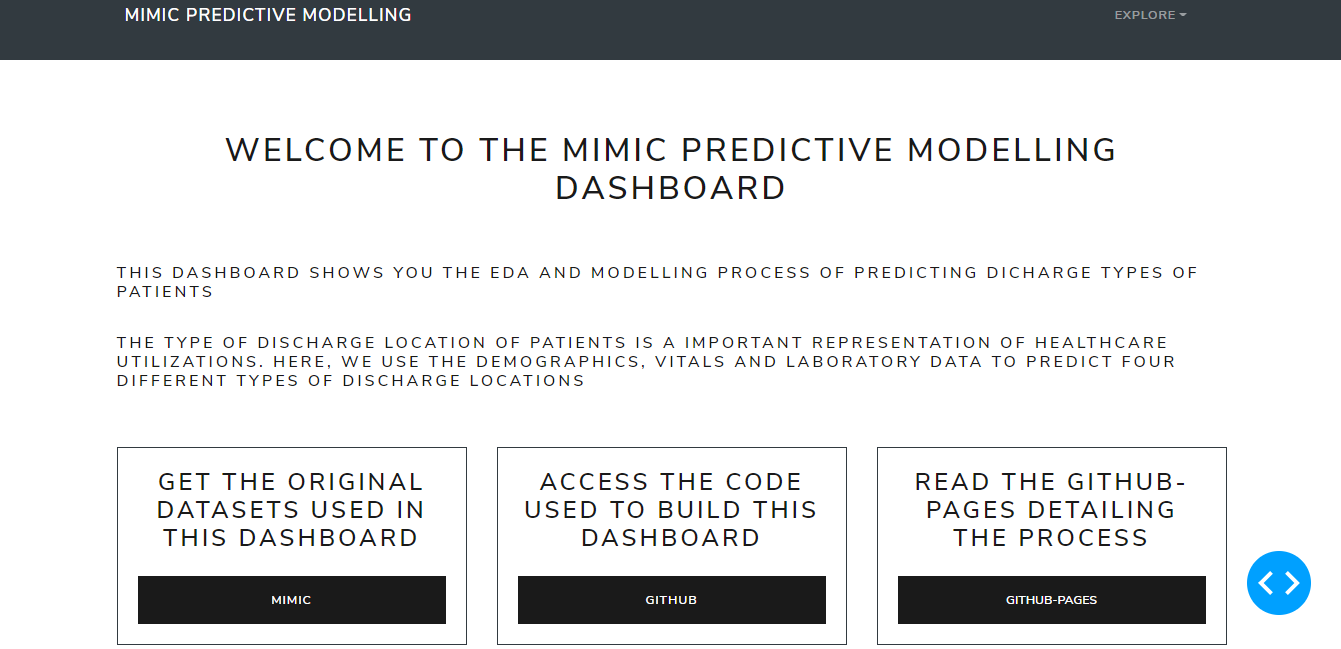 MIMIC PREDICTIVE MODELLING
EXPLORE
WELCOME TO THE MIMIC PREDICTIVE MODELLING
DASHBOARD
THIS DASHBOARD SHOWS YOU THE EDA AND MODELLING PROCESS OF PREDICTING DICHARGE TYPES OF
PATIENTS
THE TYPE OF DISCHARGE LOCATION OF PATIENTS IS A IMPORTANT REPRESENTATION OF HEALTHCARE
UTILIZATIONS. HERE, WE USE THE DEMOGRAPHICS, VITALS AND LABORATORY DATA TO PREDICT FOUR
DIFFERENT TYPES OF DISCHARGE LOCATIONS
GET THE ORIGINAL
DATASETS USED IN
THIS DASHBOARD
MIMIC
ACCESS THE CODE
USED TO BUILD THIS
DASHBOARD
GITHUB
READ THE GITHUB-
PAGES DETAILING
THE PROCESS
GITHUB-PAGES